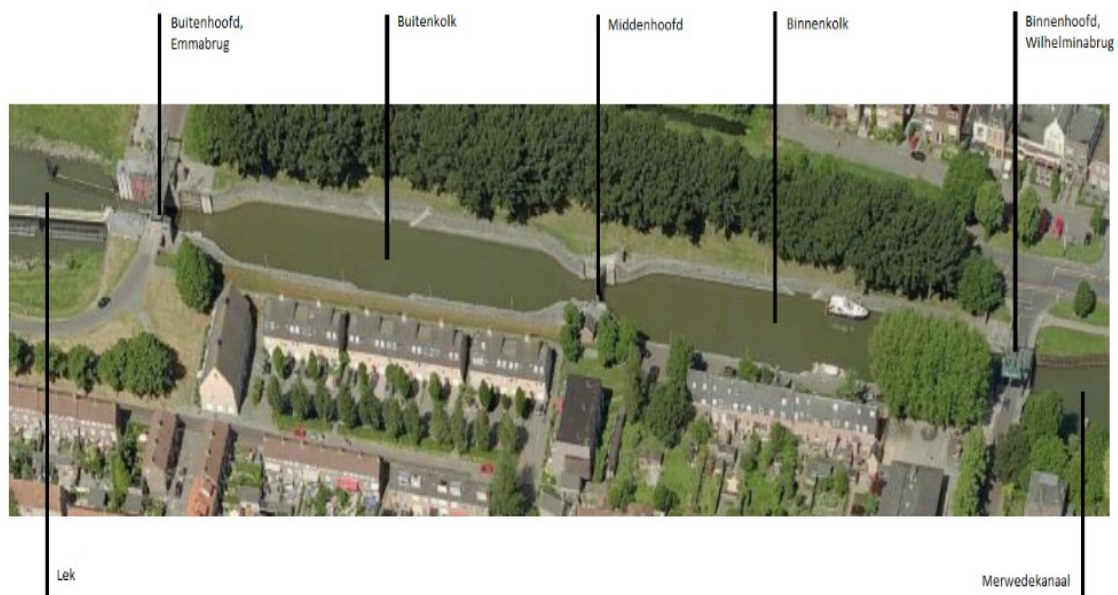 Buitenhoofd,
Emmabrug
Buitenkolk
Middenhoofd
Binnenkolk
Binnenhoofd,
Wilhelminabrug
Lek
Merwedekanaal